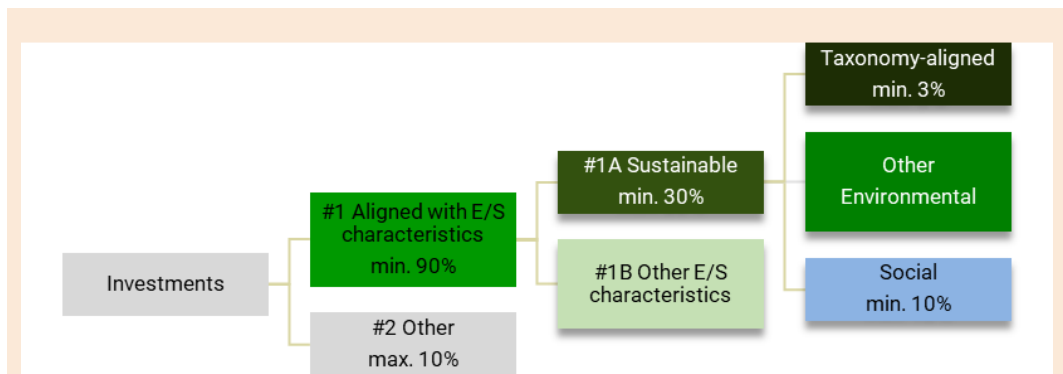 Taxonomy-aligned
min. 3%
#1A Sustainable
min. 30%
Other
Environmental
#1 Aligned with E/S
characteristics
min. 90%
#1B Other E/S
characteristics
Investments
Social
min. 10%
#2 Other
max. 10%